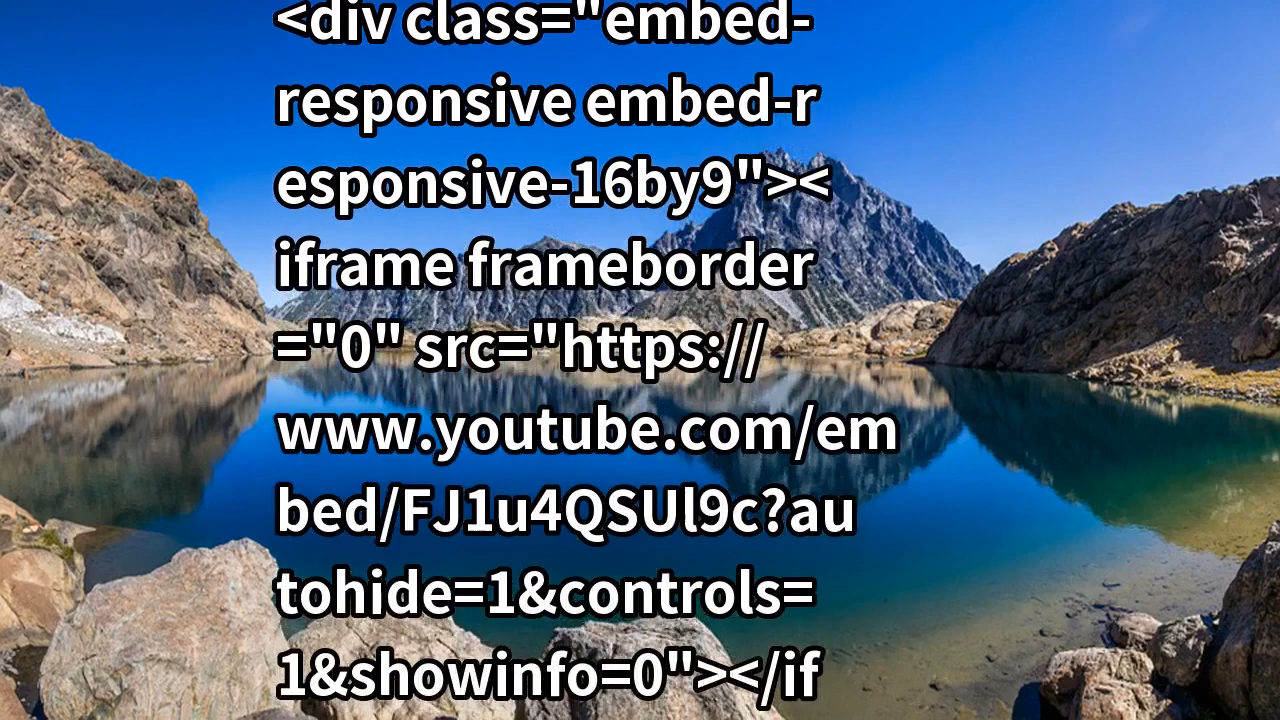 <div class="embed-
responsive embed-r
esponsive-16by9"><
iframe frameborder
="0" src="https://
www.youtube.com/em
bed/FJ1u4QSUl9c?au
tohide=1&controls=
1&showinfo=0"></if